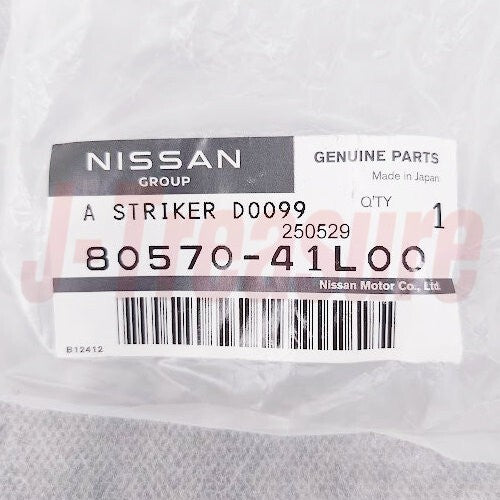 NISSAN
GROUP
GENUINE PARTS
Made in Japan
A STRIKER D0099
Q'TY
1
250529
80570-41L00
Nissan Motor Co., Ltd.
B12412
J-Treasure